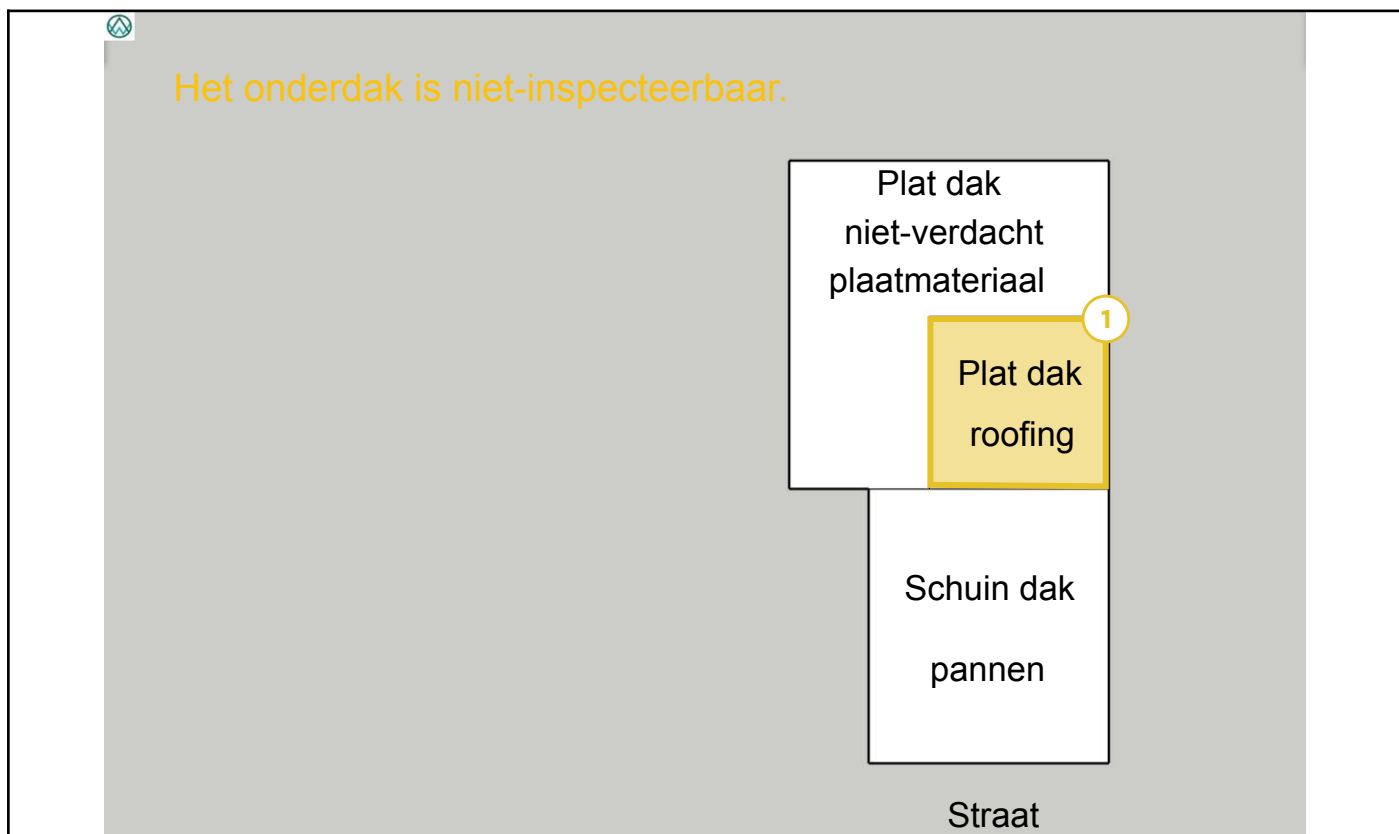 Het onderdak is niet-inspecteerbaar.
Plat dak
niet-verdacht
plaatmateriaal
1
Plat dak
roofing
Schuin dak
pannen
Straat